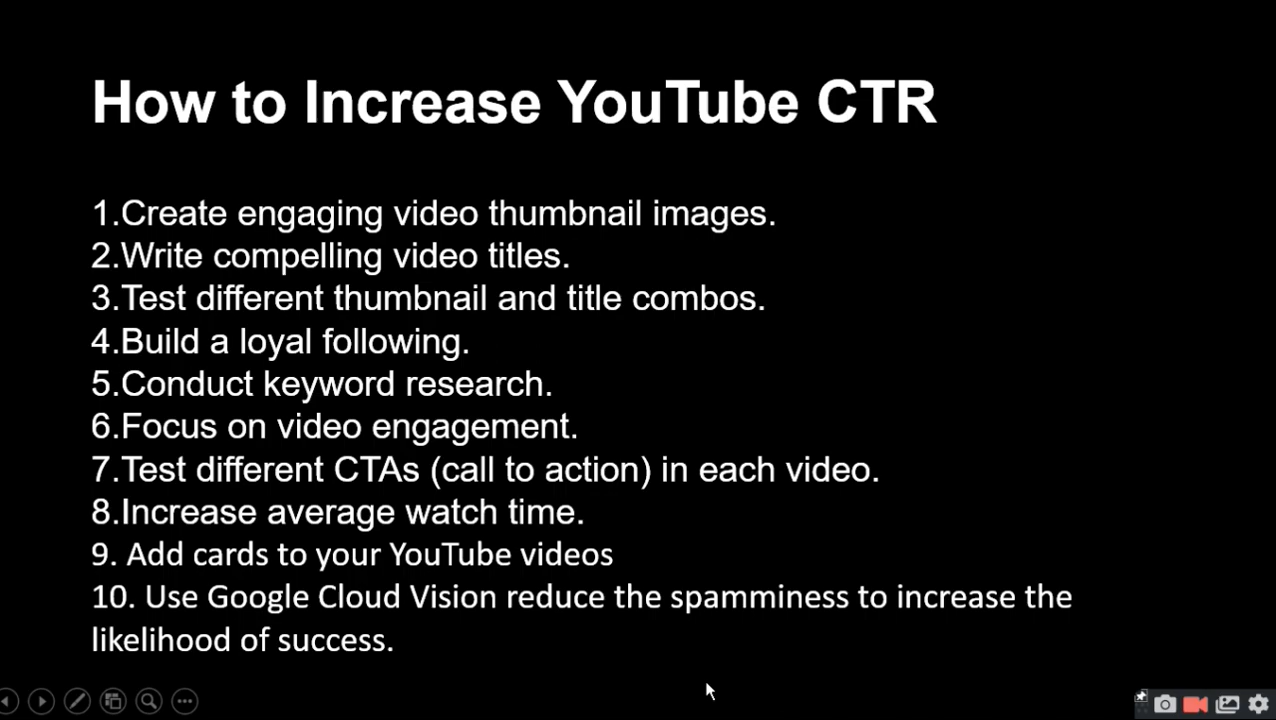 How to Increase YouTube CTR
1.Create engaging video thumbnail images.
2.Write compelling video titles.
3.Test different thumbnail and title combos.
4.Build a loyal following.
5.Conduct keyword research.
6.Focus on video engagement.
7.Test different CTAs (call to action) in each video.
8.Increase average watch time.
9. Add cards to your YouTube videos
10. Use Google Cloud Vision reduce the spamminess to increase the
likelihood of success.